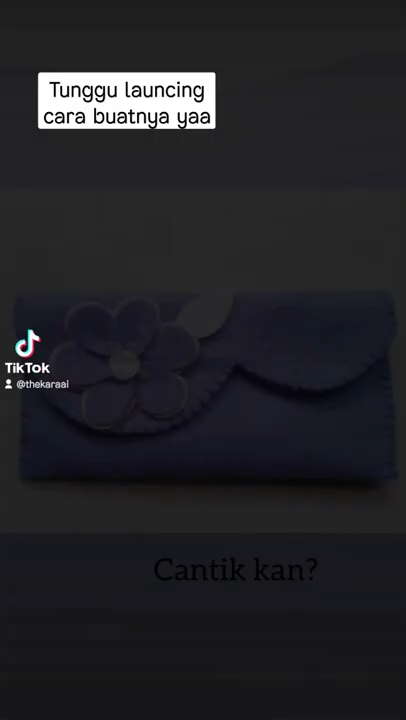 Tunggu launcing
cara buatnya yaa
TikTok
@thekaraai
Cantik kan?